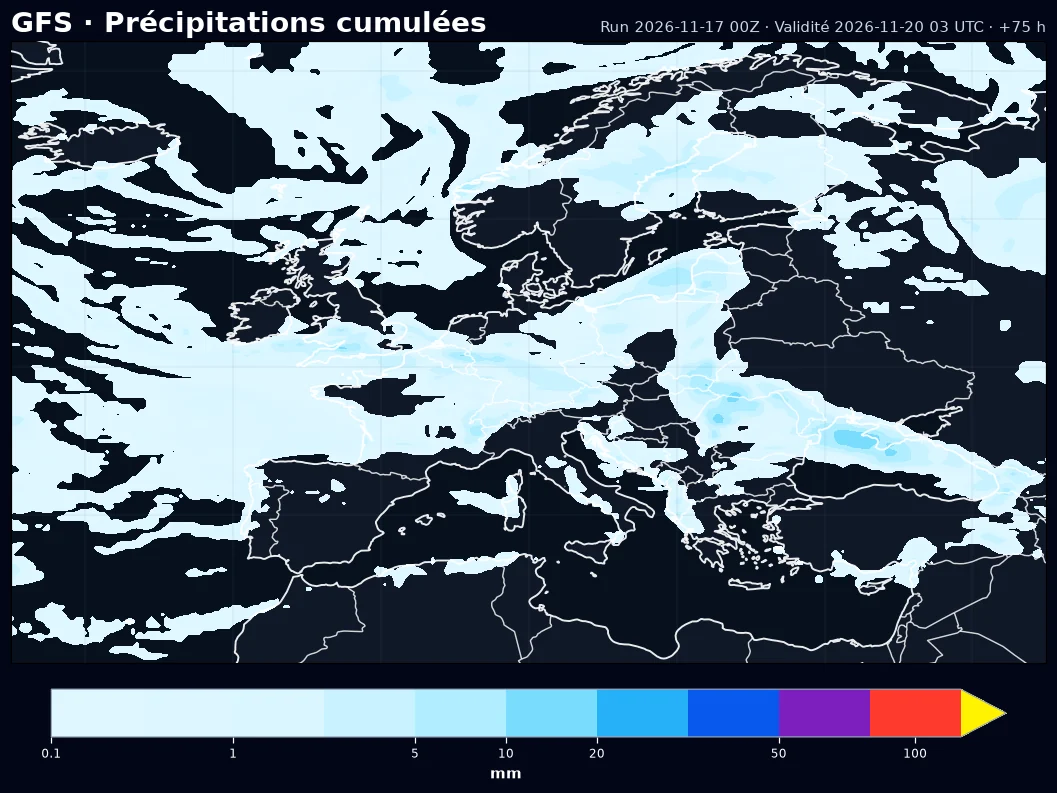 GFS · Précipitations cumulées
Run 2026-11-17 00Z · Validité 2026-11-20 03 UTC · +75 h
0.1 1 5 10 20 50 100
mm